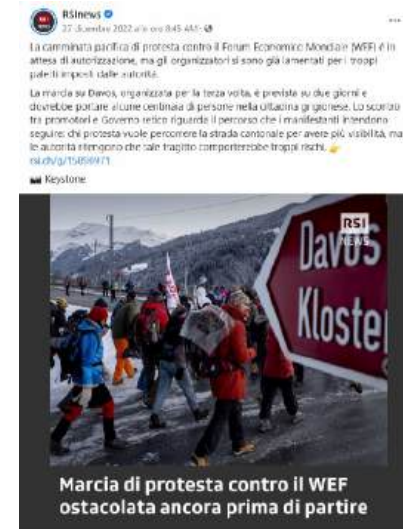 RSInews
27 dicembre 2022 alle ore 8:45 AM
La camminata pacifica di protesta contro il Forum Economico Mondiale (WEF) è in
attesa di autorizzazione, ma gli organizzatori si sono già lamentati per i troppi
paletti imposti dalle autorità.
La marcia su Davos, organizzata per la terza volta, è prevista su due giorni e
dovrebbe portare alcune centinaia di persone nella cittadina grigionese. Lo scontro
tra promotori e Governo retico riguarda il percorso che i manifestanti intendono
seguire: chi protesta vuole percorrere la strada cantonale per avere più visibilità, ma
le autorità ritengono che tale tragitto comporterebbe troppi rischi. 👉
rsi.ch/g/15898971
📷 Keystone
RSI
NEWS
Davos
Kloste
Marcia di protesta contro il WEF
ostacolata ancora prima di partire